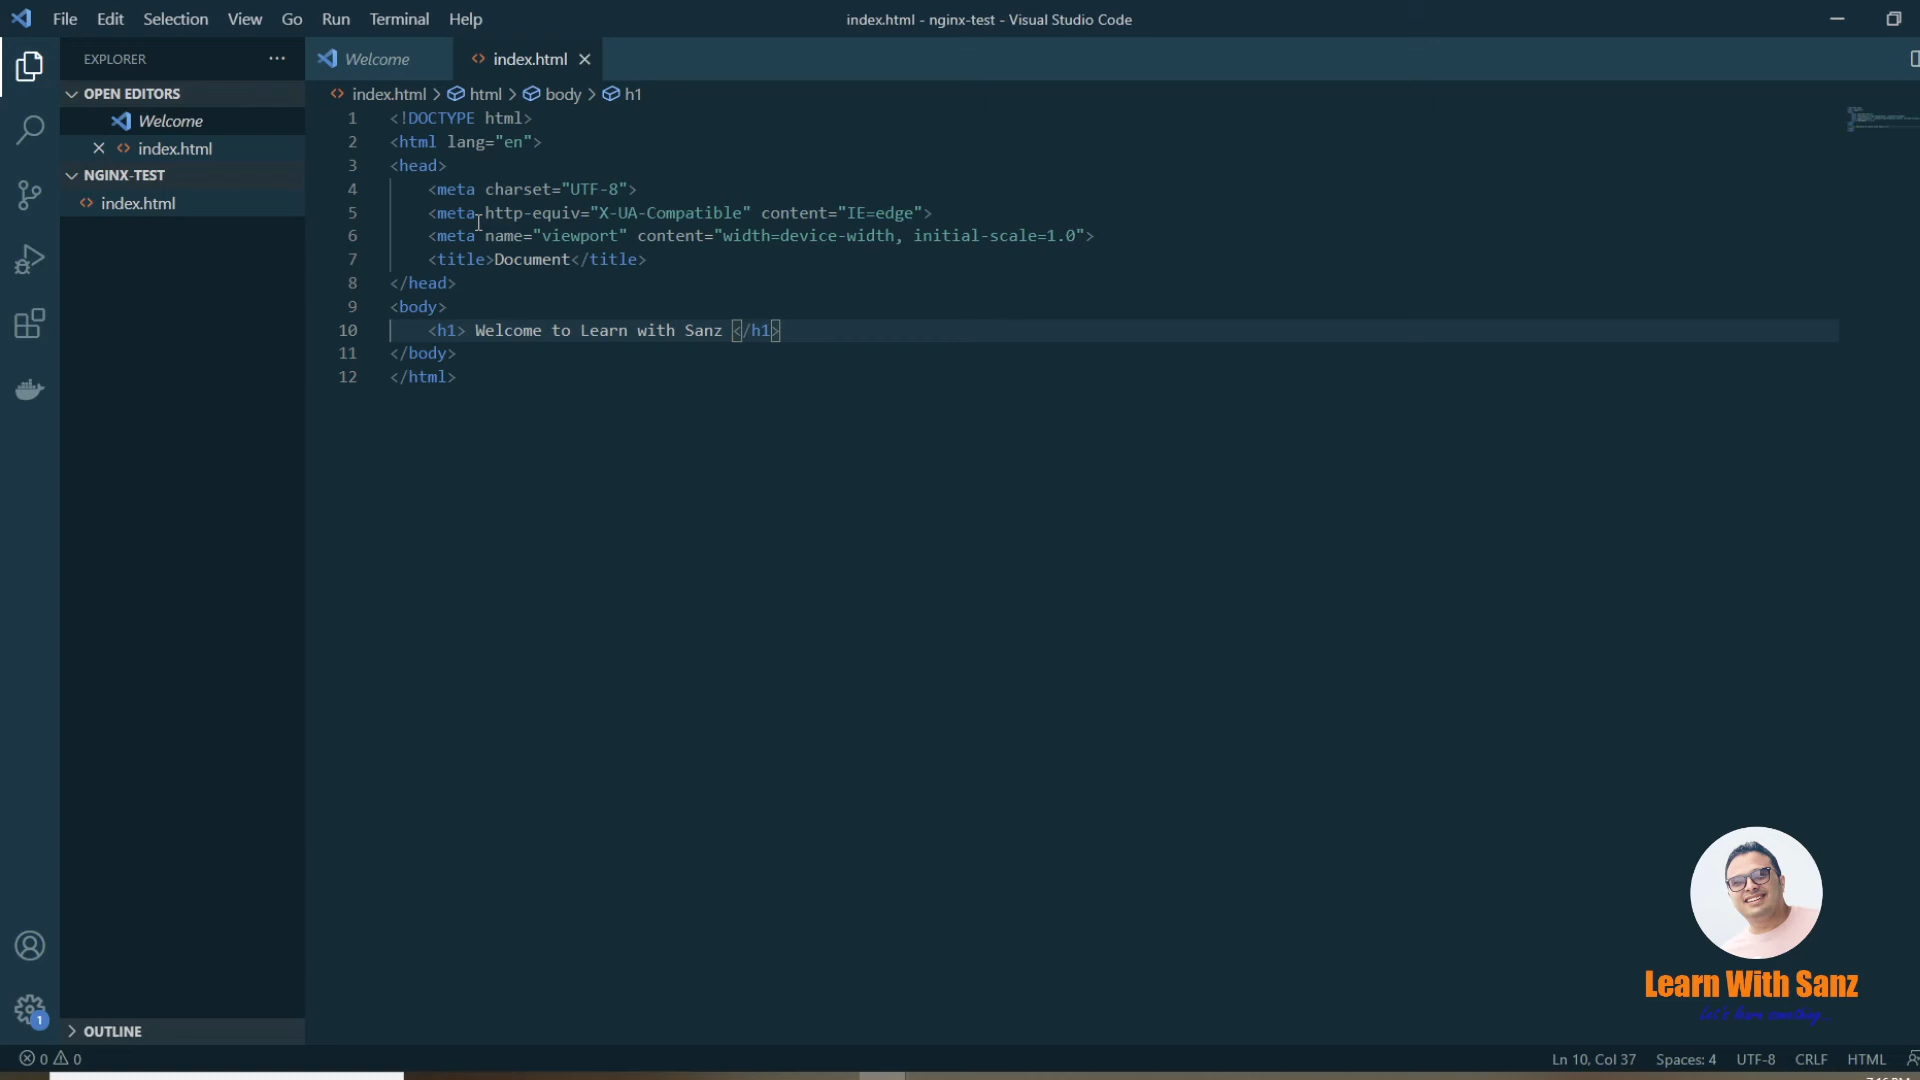 File Edit Selection View Go Run Terminal Help
index.html - nginx-test - Visual Studio Code
EXPLORER
Welcome
index.html
OPEN EDITORS
Welcome
index.html
NGINX-TEST
index.html
index.html > html > body > h1
1 <!DOCTYPE html>
2 <html lang="en">
3 <head>
4 <meta charset="UTF-8">
5 <meta http-equiv="X-UA-Compatible" content="IE=edge">
6 <meta name="viewport" content="width=device-width, initial-scale=1.0">
7 <title>Document</title>
8 </head>
9 <body>
10 <h1> Welcome to Learn with Sanz </h1>
11 </body>
12 </html>
Learn With Sanz
1
OUTLINE
0 0
Ln 10, Col 37 Spaces: 4 UTF-8 CRLF HTML